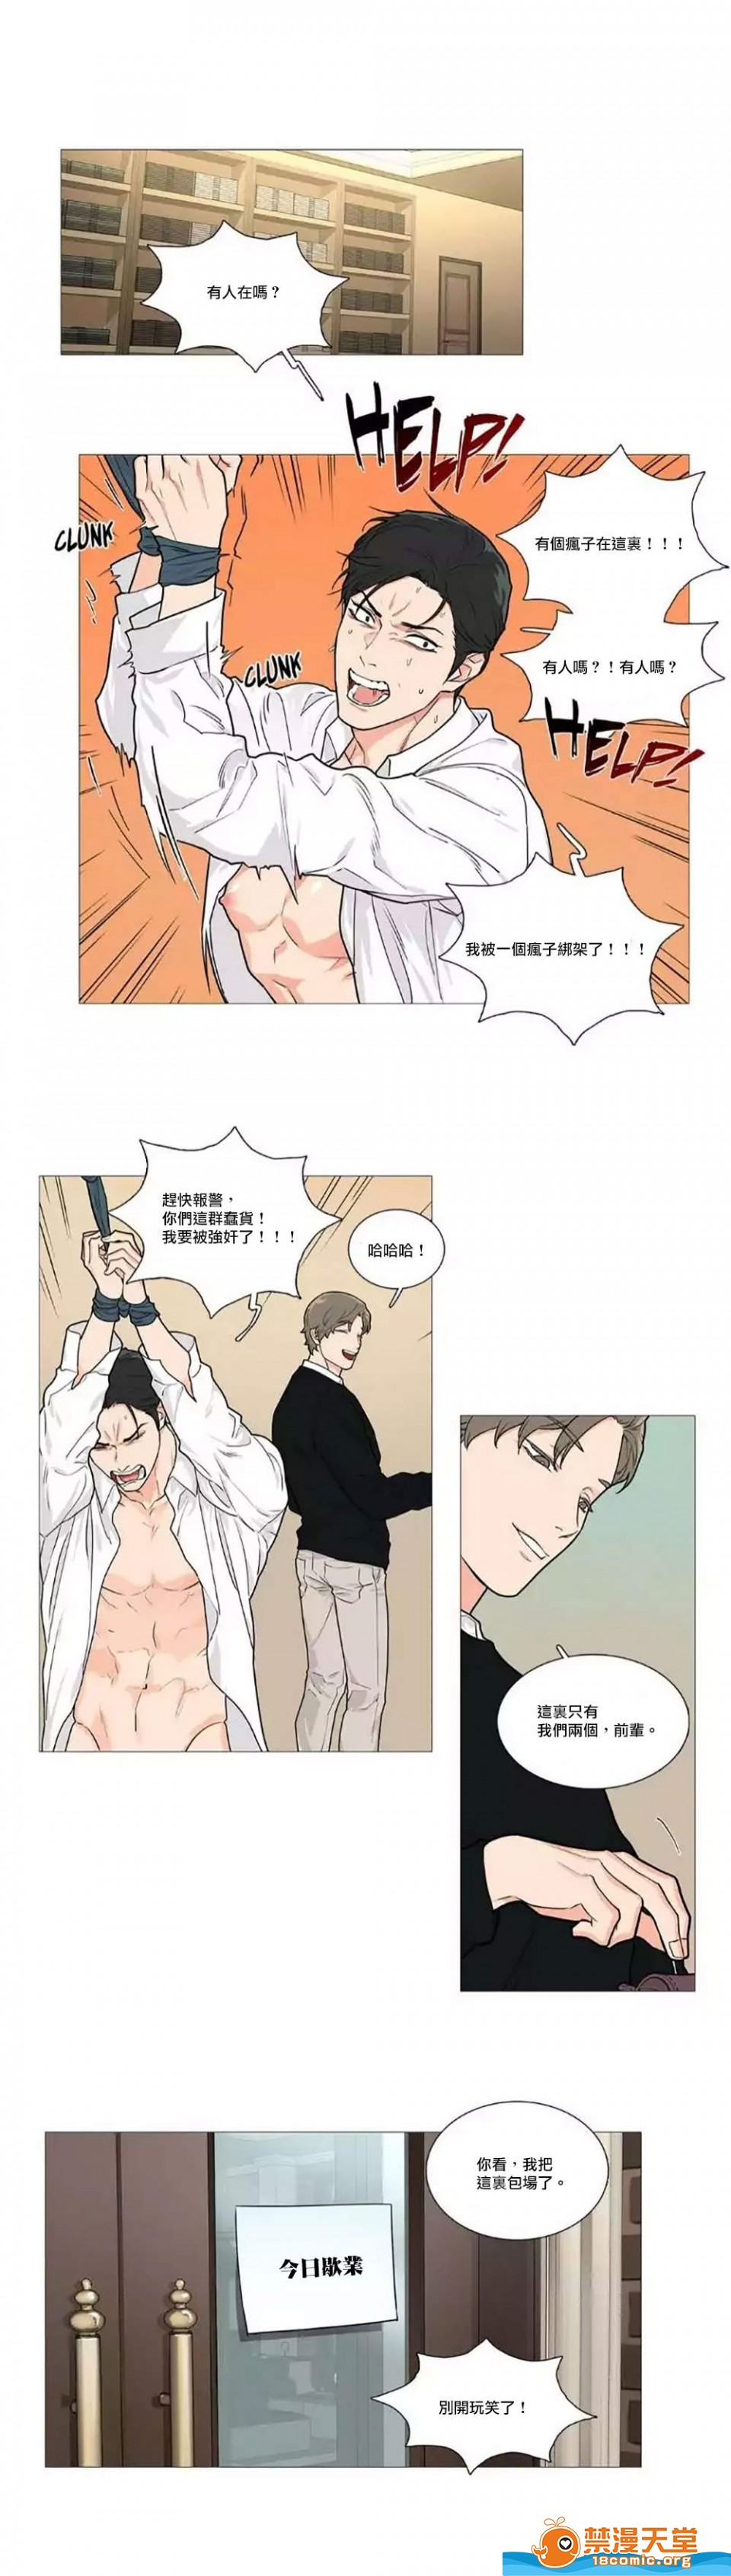 有人在嗎？
HELP!
HELP!
CLUNK
有個瘋子在這裏！！！
CLUNK
有人嗎？！有人嗎？
HELP!
我被一個瘋子綁架了！！！
趕快報警，
你們這群蠢貨！
我要被強奸了！！！
哈哈哈！
這裏只有
我們兩個，前輩。
你看，我把
這裏包場了。
今日歇業
別開玩笑了！
禁漫天堂
18comic.org